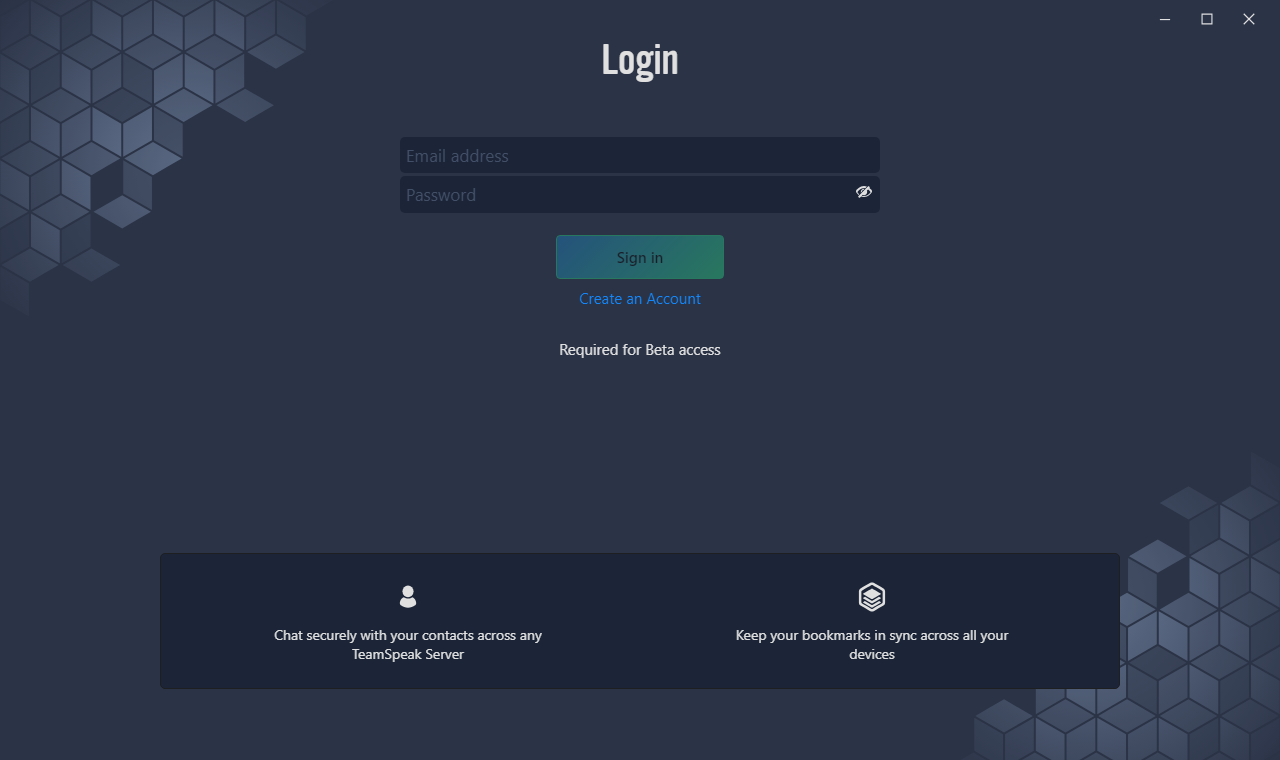 Login
Email address
Password
Sign in
Create an Account
Required for Beta access
Chat securely with your contacts across any
TeamSpeak Server
Keep your bookmarks in sync across all your
devices